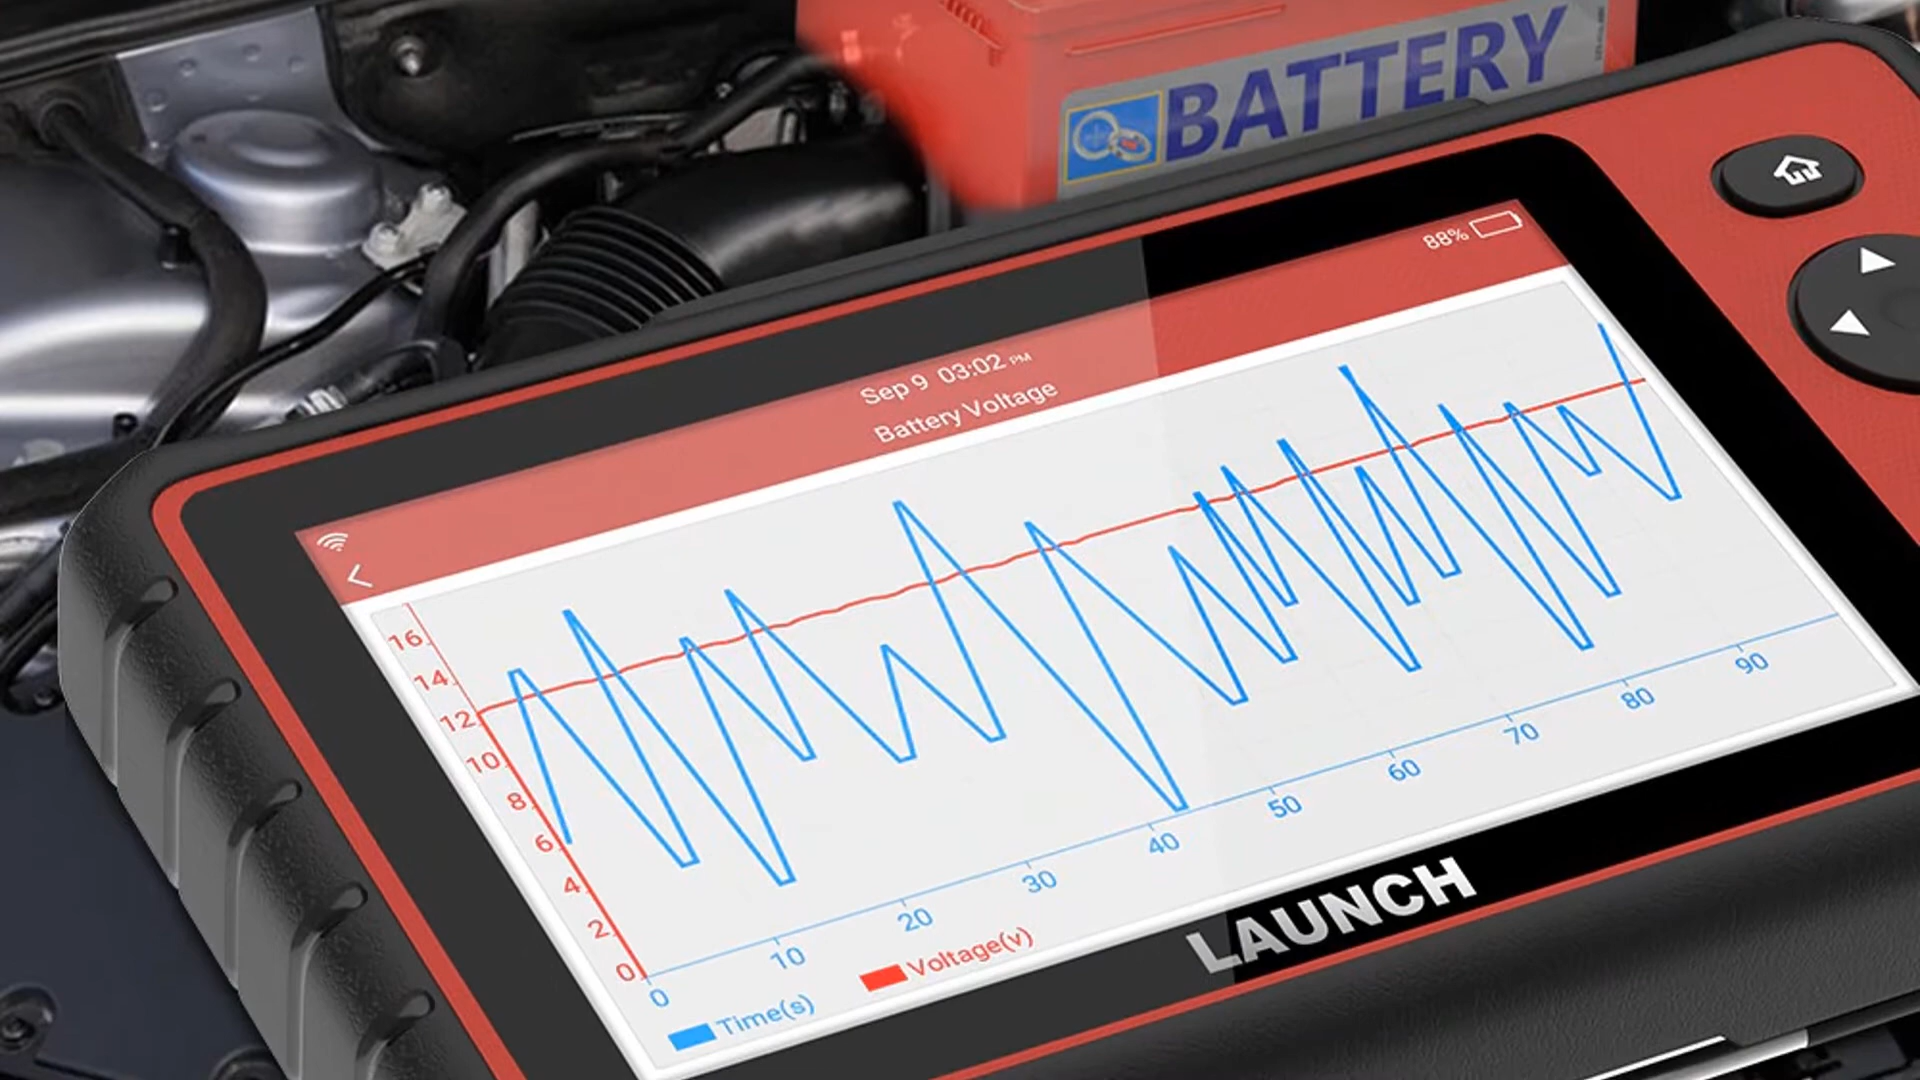 BATTERY
88%
Sep 9 03:02 PM
Battery Voltage
16
14
12
10
8
6
4
2
0
0 10 20 30 40 50 60 70 80 90
Time(s) Voltage(v)
LAUNCH